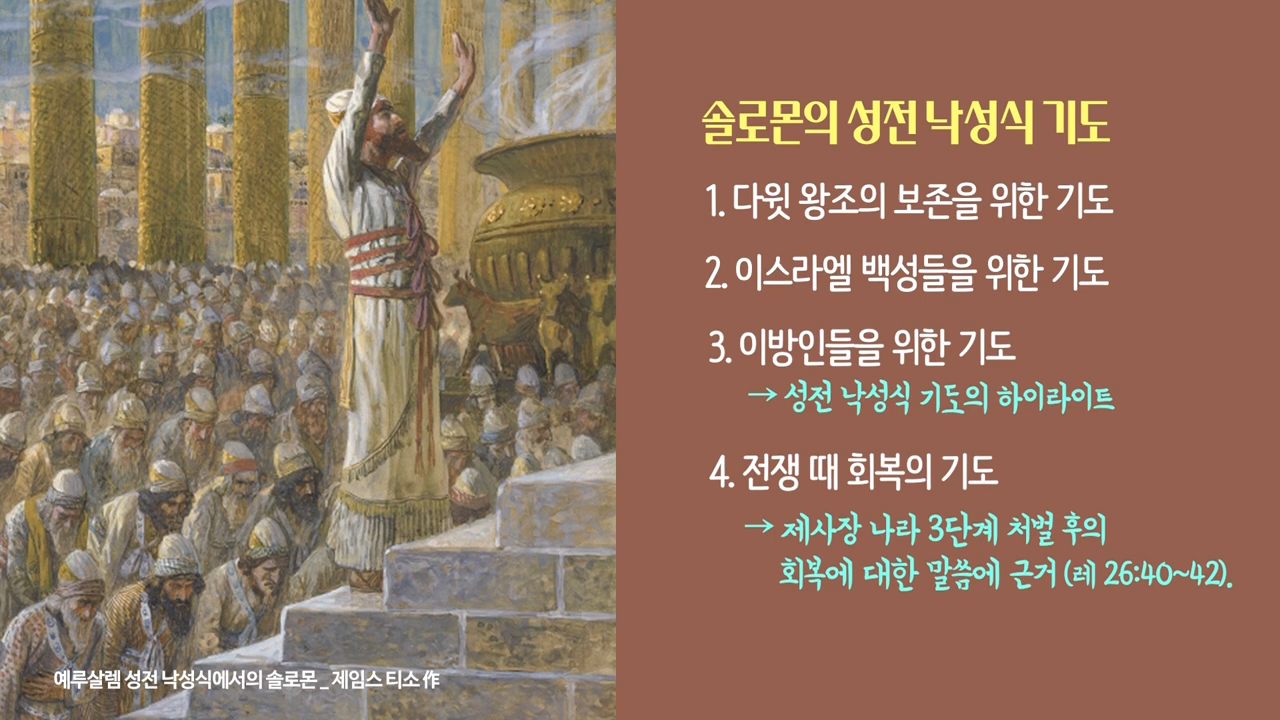 솔로몬의 성전 낙성식 기도
1. 다윗 왕조의 보존을 위한 기도
2. 이스라엘 백성들을 위한 기도
3. 이방인들을 위한 기도
→ 성전 낙성식 기도의 하이라이트
4. 전쟁 때 회복의 기도
→ 제사장 나라 3단계 처벌 후의
회복에 대한 말씀에 근거 (레 26:40~42).
예루살렘 성전 낙성식에서의 솔로몬 _ 제임스 티소 作